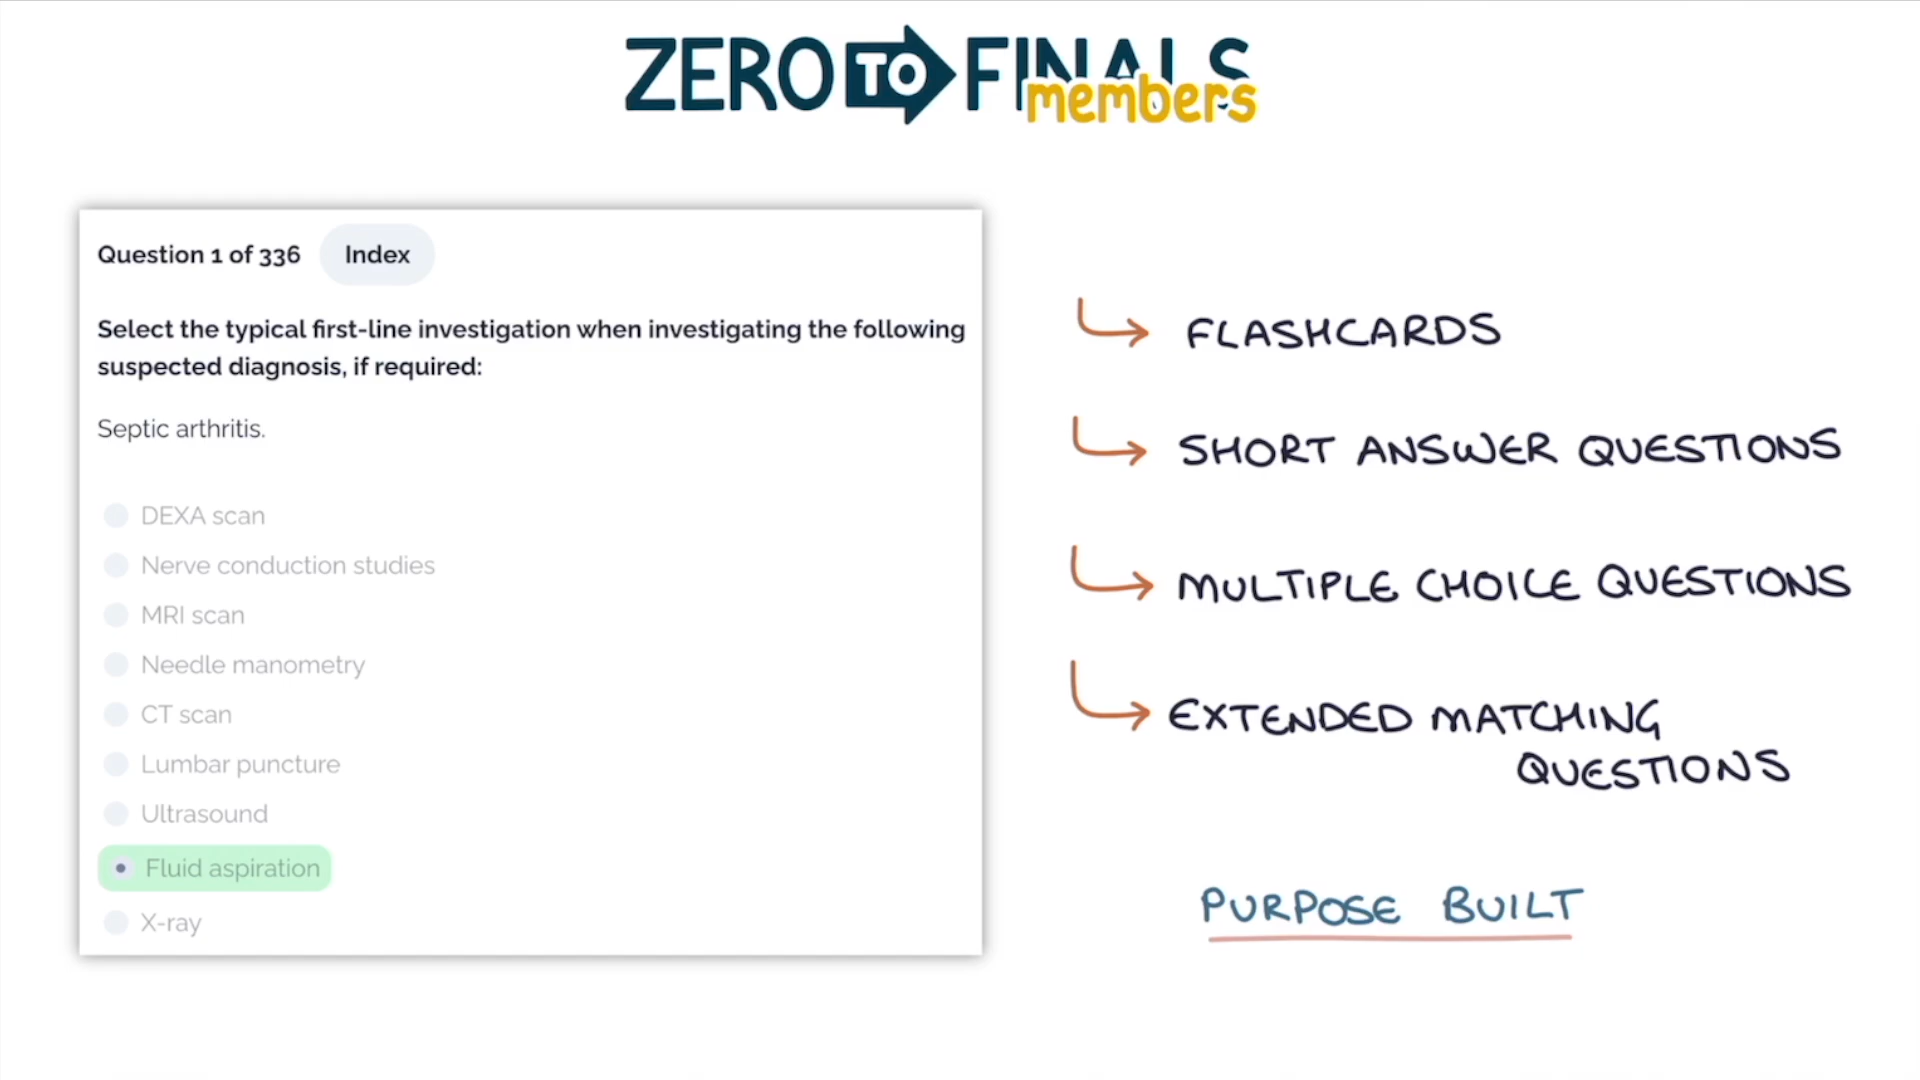 ZERO TO FINALS
members
Question 1 of 336 Index
Select the typical first-line investigation when investigating the following
suspected diagnosis, if required:
Septic arthritis.
DEXA scan
Nerve conduction studies
MRI scan
Needle manometry
CT scan
Lumbar puncture
Ultrasound
Fluid aspiration
X-ray
FLASHCARDS
SHORT ANSWER QUESTIONS
MULTIPLE CHOICE QUESTIONS
EXTENDED MATCHING
QUESTIONS
PURPOSE BUILT